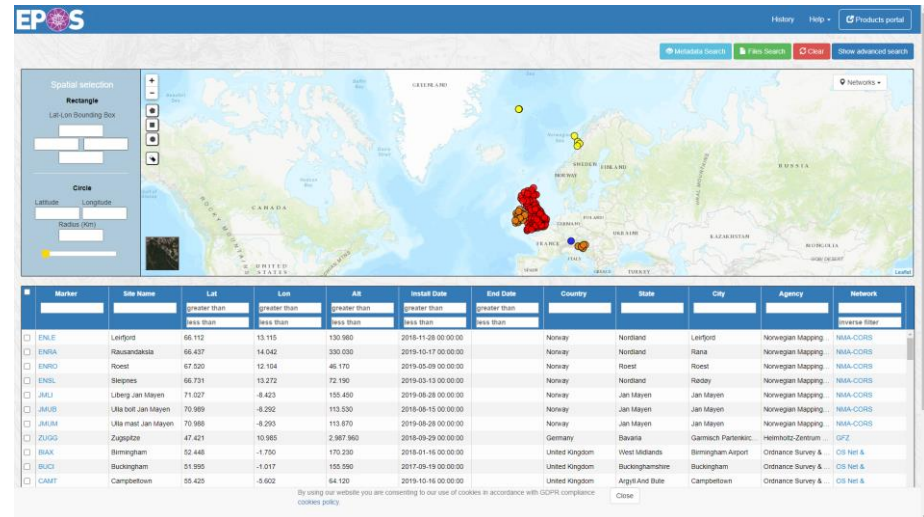 EPOS
History Help Products portal
Metadata Search Files Search Clear Show advanced search
Spatial selection
Rectangle
Lat-Lon Bounding Box
Circle
Latitude Longitude
Radius (Km)
+
−
Networks
GREENLAND
SWEDEN FINLAND
NORWAY
RUSSIA
CANADA
POLAND
GERMANY
UKRAINE
KAZAKHSTAN
FRANCE
MONGOLIA
ITALY
GOBI DESERT
UNITED
STATES
SPAIN GREECE TURKEY
Leaflet
Marker Site Name Lat Lon Alt Install Date End Date Country State City Agency Network
greater than greater than greater than greater than greater than
less than less than less than less than less than inverse filter
ENLE Leirfjord 66.112 13.115 130.980 2018-11-28 00:00:00 Norway Nordland Leirfjord Norwegian Mapping... NMA-CORS
ENRA Rausandaksla 66.437 14.042 330.030 2019-10-17 00:00:00 Norway Nordland Rana Norwegian Mapping... NMA-CORS
ENRO Roest 67.520 12.104 46.170 2019-05-09 00:00:00 Norway Roest Roest Norwegian Mapping... NMA-CORS
ENSL Sleipnes 66.731 13.272 72.190 2019-03-13 00:00:00 Norway Nordland Rødøy Norwegian Mapping... NMA-CORS
JMLI Liberg Jan Mayen 71.027 -8.423 155.450 2019-08-28 00:00:00 Norway Jan Mayen Jan Mayen Norwegian Mapping... NMA-CORS
JMUB Ulla bolt Jan Mayen 70.989 -8.292 113.530 2018-08-15 00:00:00 Norway Jan Mayen Jan Mayen Norwegian Mapping... NMA-CORS
JMUM Ulla mast Jan Mayen 70.988 -8.293 113.870 2019-08-28 00:00:00 Norway Jan Mayen Jan Mayen Norwegian Mapping... NMA-CORS
ZUGG Zugspitze 47.421 10.985 2,987.960 2018-09-29 00:00:00 Germany Bavaria Garmisch Partenkirc... Helmholtz-Zentrum ... GFZ
BIAX Birmingham 52.448 -1.750 170.230 2018-01-16 00:00:00 United Kingdom West Midlands Birmingham Airport Ordnance Survey & ... OS Net &
BUCI Buckingham 51.995 -1.017 155.590 2017-09-19 00:00:00 United Kingdom Buckinghamshire Buckingham Ordnance Survey & ... OS Net &
CAMT Campbeltown 55.425 -5.602 64.120 2019-10-16 00:00:00 United Kingdom Argyll And Bute Campbeltown Ordnance Survey & ... OS Net &
By using our website you are consenting to our use of cookies in accordance with GDPR compliance
cookies policy.
Close